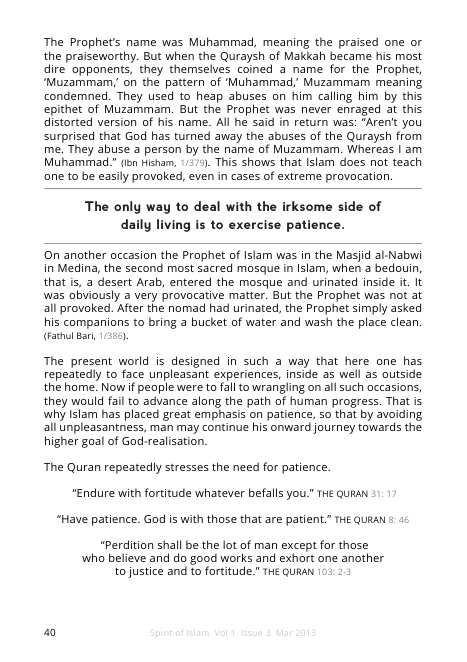 The Prophet’s name was Muhammad, meaning the praised one or
the praiseworthy. But when the Quraysh of Makkah became his most
dire opponents, they themselves coined a name for the Prophet,
‘Muzammam,’ on the pattern of ‘Muhammad,’ Muzammam meaning
condemned. They used to heap abuses on him calling him by this
epithet of Muzammam. But the Prophet was never enraged at this
distorted version of his name. All he said in return was: “Aren’t you
surprised that God has turned away the abuses of the Quraysh from
me. They abuse a person by the name of Muzammam. Whereas I am
Muhammad.” (Ibn Hisham, 1/379). This shows that Islam does not teach
one to be easily provoked, even in cases of extreme provocation.
The only way to deal with the irksome side of
daily living is to exercise patience.
On another occasion the Prophet of Islam was in the Masjid al-Nabwi
in Medina, the second most sacred mosque in Islam, when a bedouin,
that is, a desert Arab, entered the mosque and urinated inside it. It
was obviously a very provocative matter. But the Prophet was not at
all provoked. After the nomad had urinated, the Prophet simply asked
his companions to bring a bucket of water and wash the place clean.
(Fathul Bari, 1/386).
The present world is designed in such a way that here one has
repeatedly to face unpleasant experiences, inside as well as outside
the home. Now if people were to fall to wrangling on all such occasions,
they would fail to advance along the path of human progress. That is
why Islam has placed great emphasis on patience, so that by avoiding
all unpleasantness, man may continue his onward journey towards the
higher goal of God-realisation.
The Quran repeatedly stresses the need for patience.
“Endure with fortitude whatever befalls you.” THE QURAN 31: 17
“Have patience. God is with those that are patient.” THE QURAN 8: 46
“Perdition shall be the lot of man except for those
who believe and do good works and exhort one another
to justice and to fortitude.” THE QURAN 103: 2-3
40 Spirit of Islam Vol 1 Issue 3 Mar 2013